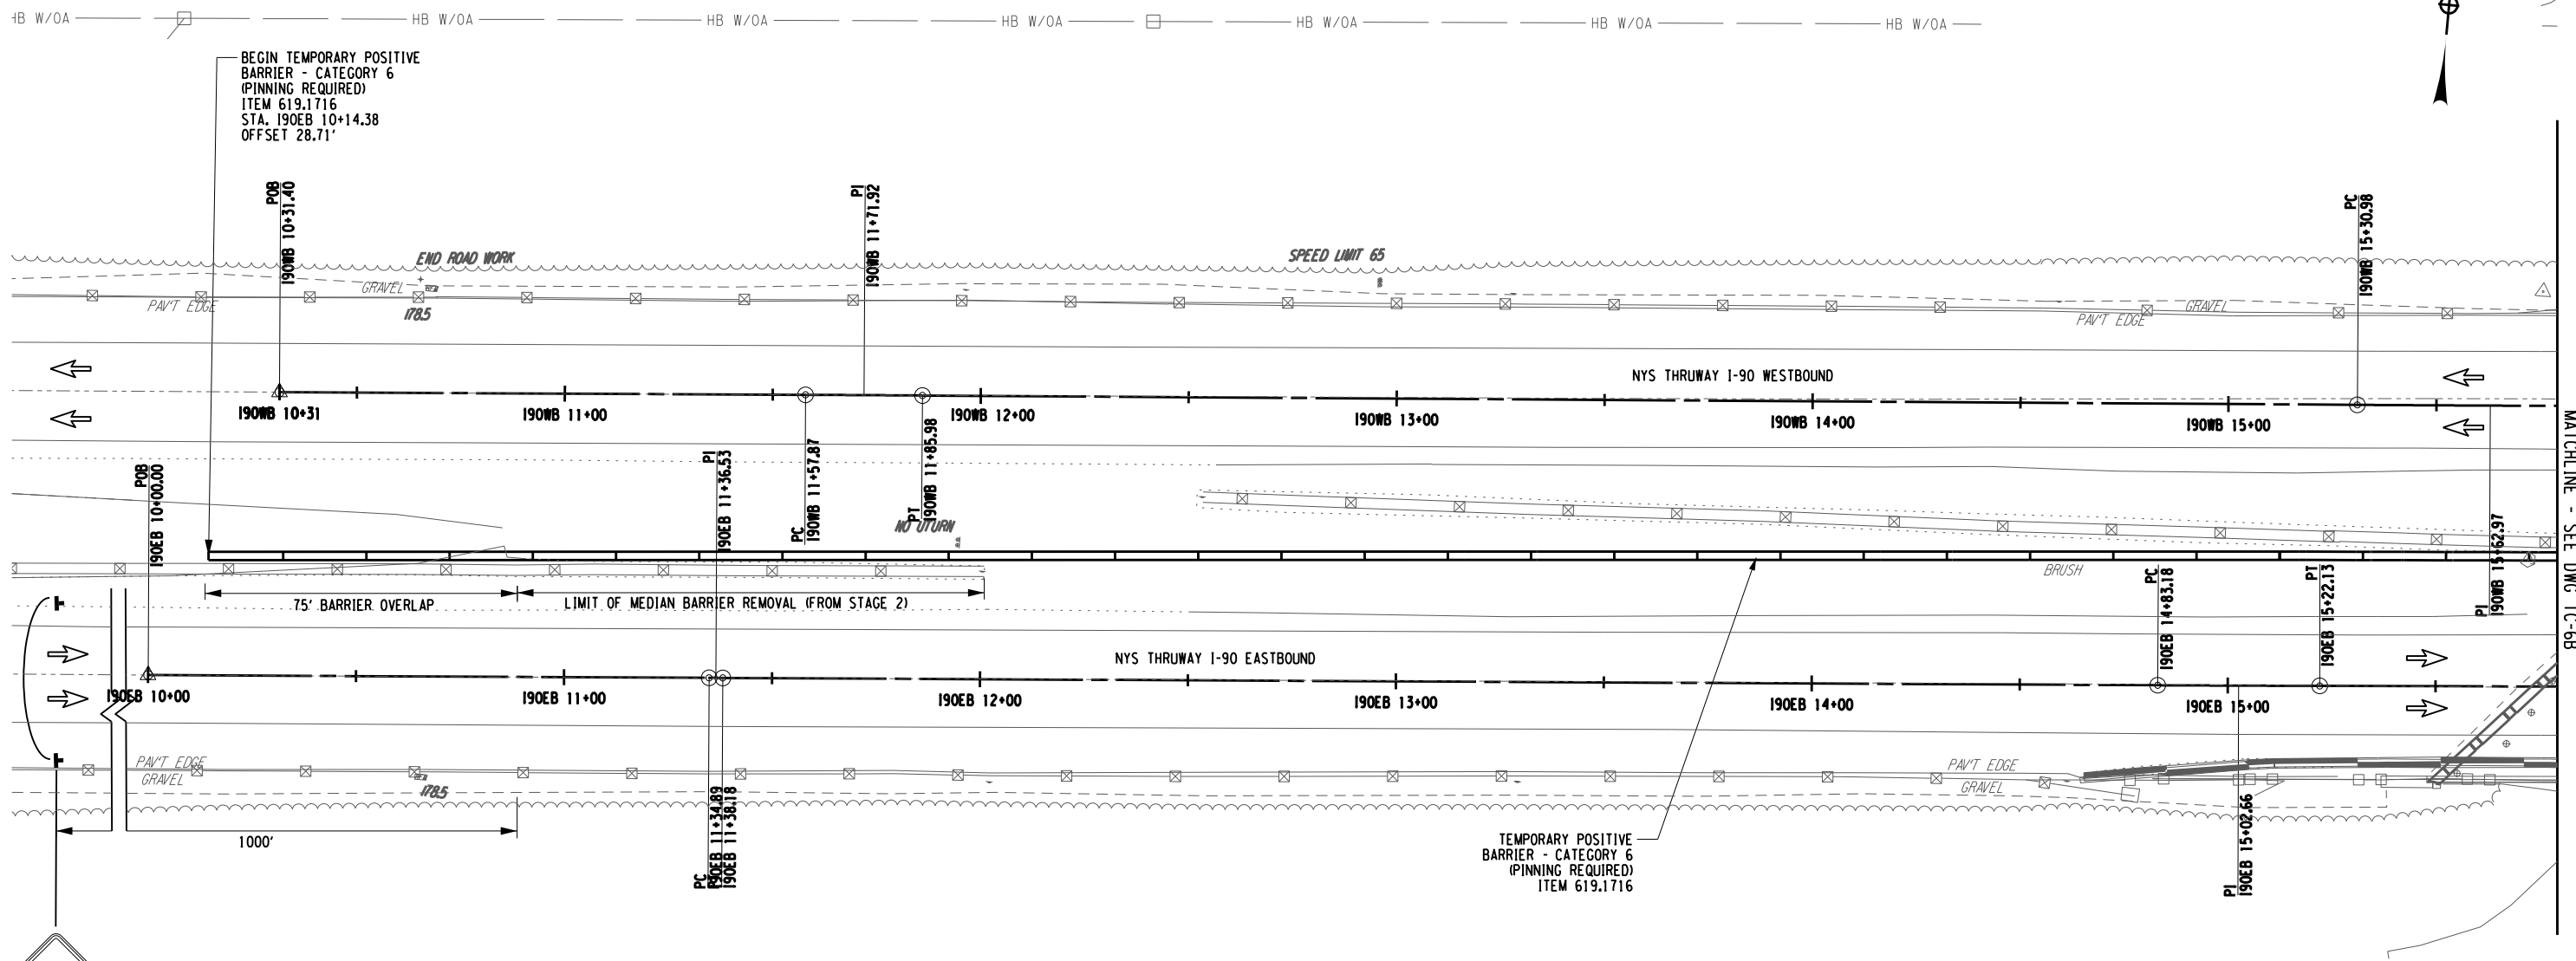 HB W/OA
HB W/OA
HB W/OA
HB W/OA
HB W/OA
HB W/OA
HB W/OA
BEGIN TEMPORARY POSITIVE
BARRIER - CATEGORY 6
(PINNING REQUIRED)
ITEM 619.1716
STA. I90EB 10+14.38
OFFSET 28.71'
POB
I90WB 10+31.40
PI
I90WB 11+71.92
PC
I90WB 15+30.98
END ROAD WORK
SPEED LIMIT 65
GRAVEL
PAV'T EDGE
178.5
GRAVEL
PAV'T EDGE
NYS THRUWAY I-90 WESTBOUND
I90WB 10+31
I90WB 11+00
I90WB 12+00
I90WB 13+00
I90WB 14+00
I90WB 15+00
POB
I90EB 10+00.00
PI
I90EB 11+36.53
PC
I90WB 11+57.87
PT
I90WB 11+85.98
NO UTURN
PI
I90WB 15+62.97
MATCHLINE - SEE DWG TC-6B
BRUSH
PC
I90EB 14+83.18
PT
I90EB 15+22.13
75' BARRIER OVERLAP
LIMIT OF MEDIAN BARRIER REMOVAL (FROM STAGE 2)
NYS THRUWAY I-90 EASTBOUND
I90EB 10+00
I90EB 11+00
I90EB 12+00
I90EB 13+00
I90EB 14+00
I90EB 15+00
PAV'T EDGE
GRAVEL
178.5
PAV'T EDGE
GRAVEL
1000'
PC
I90EB 11+34.89
I90EB 11+38.18
TEMPORARY POSITIVE
BARRIER - CATEGORY 6
(PINNING REQUIRED)
ITEM 619.1716
PI
I90EB 15+02.66